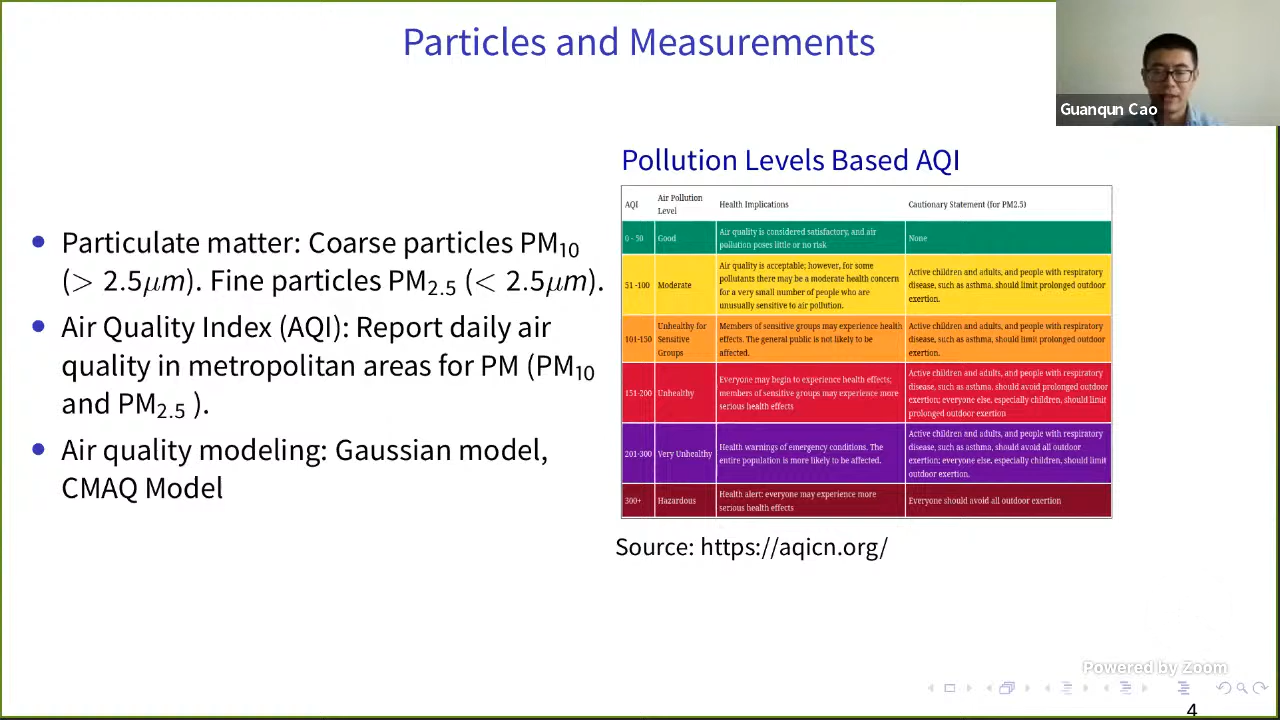 Particles and Measurements
Guanqun Cao
Particulate matter: Coarse particles PM10
(> 2.5μm). Fine particles PM2.5 (< 2.5μm).
Air Quality Index (AQI): Report daily air
quality in metropolitan areas for PM (PM10
and PM2.5 ).
Air quality modeling: Gaussian model,
CMAQ Model
Pollution Levels Based AQI
AQI
Air Pollution
Level
Health Implications
Cautionary Statement (for PM2.5)
0 - 50
Good
Air quality is considered satisfactory, and air
pollution poses little or no risk
None
51 -100
Moderate
Air quality is acceptable; however, for some
pollutants there may be a moderate health concern
for a very small number of people who are
unusually sensitive to air pollution.
Active children and adults, and people with respiratory
disease, such as asthma, should limit prolonged outdoor
exertion.
101-150
Unhealthy for
Sensitive
Groups
Members of sensitive groups may experience health
effects. The general public is not likely to be
affected.
Active children and adults, and people with respiratory
disease, such as asthma, should limit prolonged outdoor
exertion.
151-200
Unhealthy
Everyone may begin to experience health effects;
members of sensitive groups may experience more
serious health effects
Active children and adults, and people with respiratory
disease, such as asthma, should avoid prolonged outdoor
exertion; everyone else, especially children, should limit
prolonged outdoor exertion
201-300
Very Unhealthy
Health warnings of emergency conditions. The
entire population is more likely to be affected.
Active children and adults, and people with respiratory
disease, such as asthma, should avoid all outdoor
exertion; everyone else, especially children, should limit
outdoor exertion.
300+
Hazardous
Health alert: everyone may experience more
serious health effects
Everyone should avoid all outdoor exertion
Source: https://aqicn.org/
Powered by Zoom
4